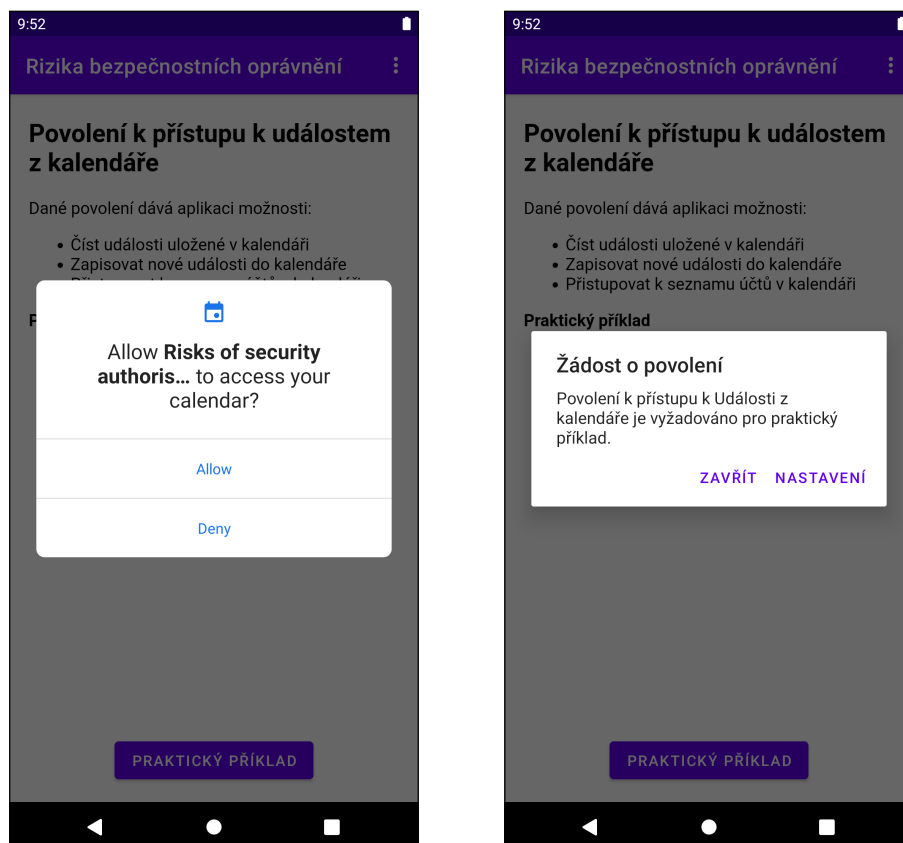 9:52
Rizika bezpečnostních oprávnění
Povolení k přístupu k událostem
z kalendáře
Dané povolení dává aplikaci možnosti:
• Číst události uložené v kalendáři
• Zapisovat nové události do kalendáře
Allow Risks of security
authoris… to access your
calendar?
Allow
Deny
PRAKTICKÝ PŘÍKLAD
9:52
Rizika bezpečnostních oprávnění
Povolení k přístupu k událostem
z kalendáře
Dané povolení dává aplikaci možnosti:
• Číst události uložené v kalendáři
• Zapisovat nové události do kalendáře
• Přistupovat k seznamu účtů v kalendáři
Praktický příklad
Žádost o povolení
Povolení k přístupu k Události z
kalendáře je vyžadováno pro praktický
příklad.
ZAVŘÍT NASTAVENÍ
PRAKTICKÝ PŘÍKLAD